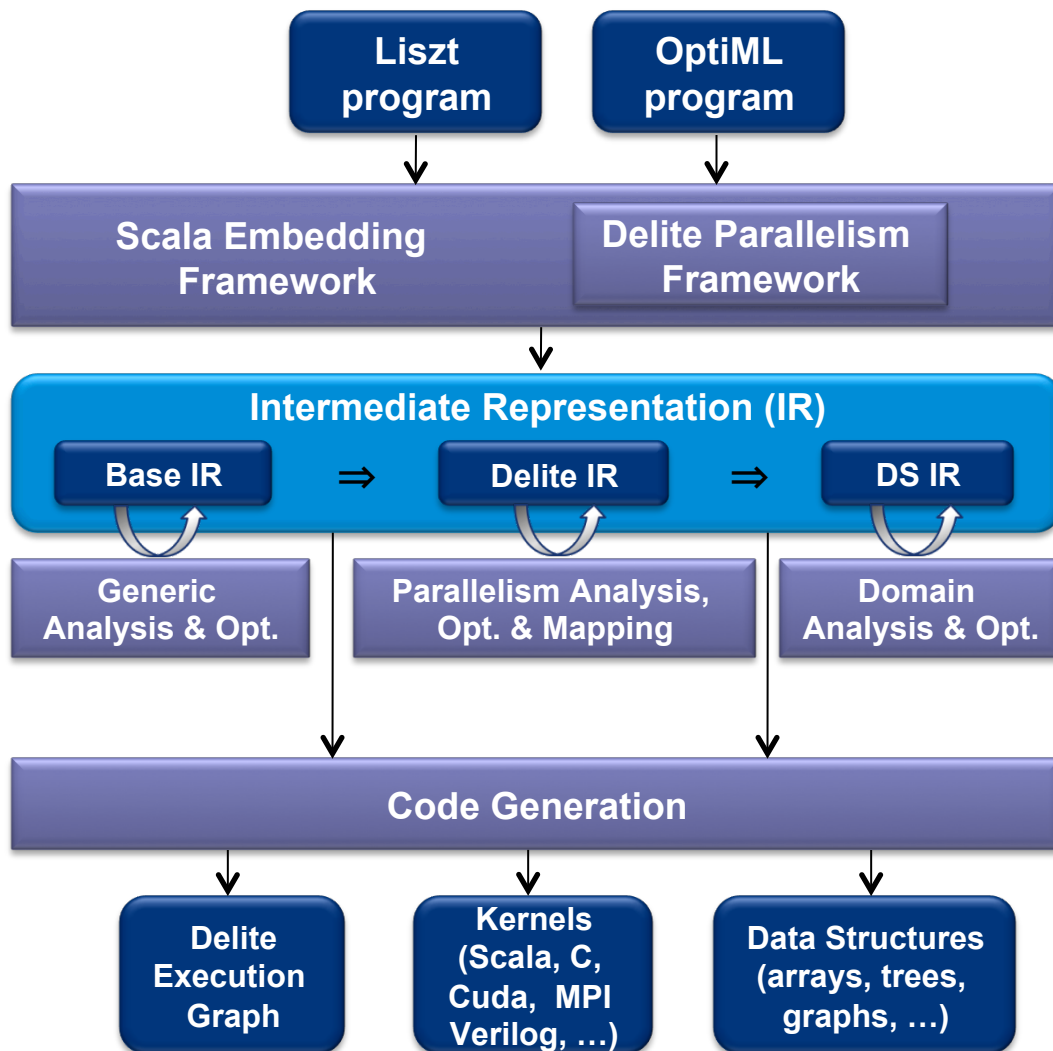 Liszt
program
OptiML
program
Scala Embedding
Framework
Delite Parallelism
Framework
Intermediate Representation (IR)
Base IR
⇒
Delite IR
⇒
DS IR
Generic
Analysis & Opt.
Parallelism Analysis,
Opt. & Mapping
Domain
Analysis & Opt.
Code Generation
Delite
Execution
Graph
Kernels
(Scala, C,
Cuda, MPI
Verilog, …)
Data Structures
(arrays, trees,
graphs, …)